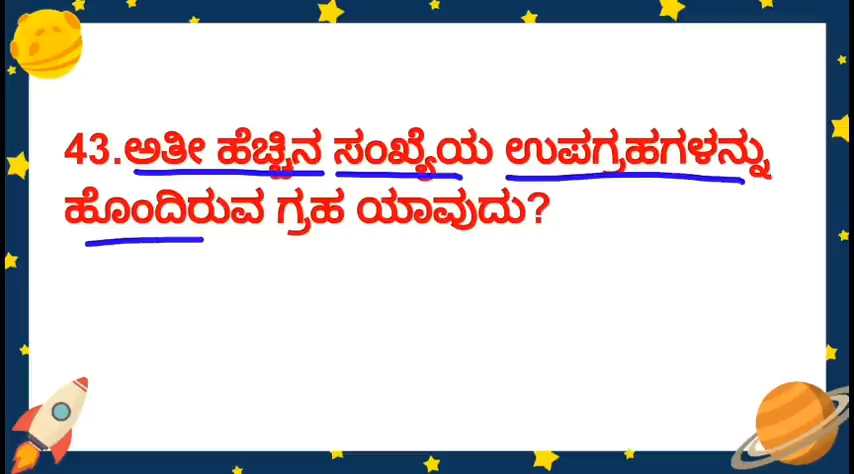 43.ಅತೀ ಹೆಚ್ಚಿನ ಸಂಖ್ಯೆಯ ಉಪಗ್ರಹಗಳನ್ನು
ಹೊಂದಿರುವ ಗ್ರಹ ಯಾವುದು?